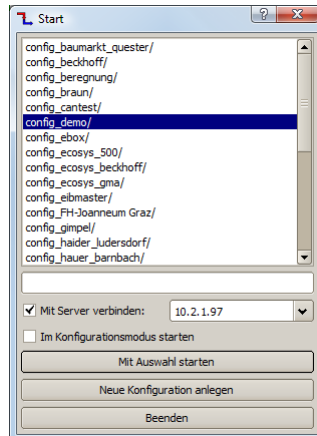 Start
config_baumarkt_quester/
config_beckhoff/
config_beregnung/
config_braun/
config_cantest/
config_demo/
config_ebox/
config_ecosys_500/
config_ecosys_beckhoff/
config_ecosys_gma/
config_eibmaster/
config_FH-Joanneum Graz/
config_gimpel/
config_haider_ludersdorf/
config_hauer_barnbach/
Mit Server verbinden: 10.2.1.97
Im Konfigurationsmodus starten
Mit Auswahl starten
Neue Konfiguration anlegen
Beenden